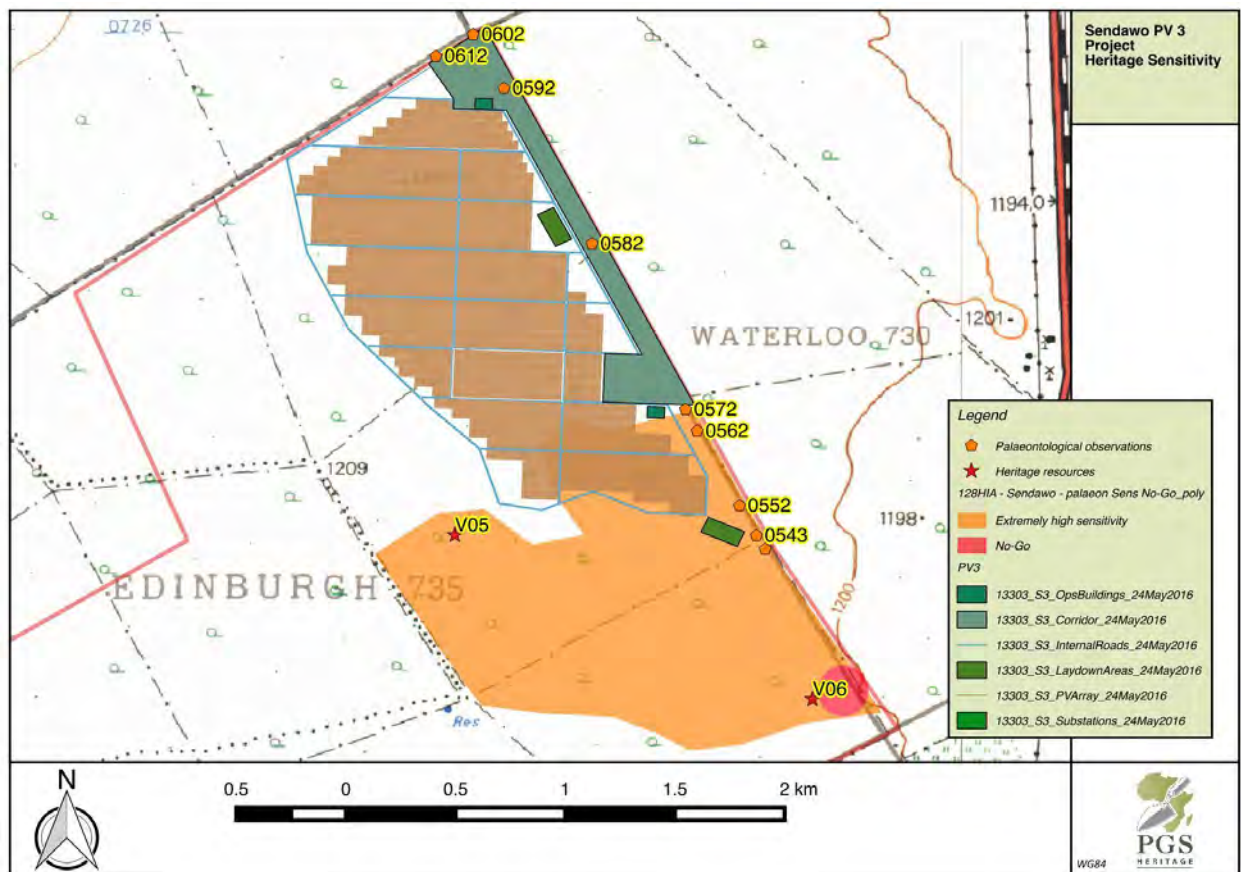 Sendawo PV 3
Project
Heritage Sensitivity
0726
0602
0612
0592
1194,0
0582
1201
WATERLOO 730
0572
0562
1209
0552
1198
V05
0543
EDINBURGH 735
1200
V06
Res
Legend
Palaeontological observations
Heritage resources
128HIA - Sendawo - palaeon Sens No-Go_poly
Extremely high sensitivity
No-Go
PV3
13303_S3_OpsBuildings_24May2016
13303_S3_Corridor_24May2016
13303_S3_InternalRoads_24May2016
13303_S3_LaydownAreas_24May2016
13303_S3_PVArray_24May2016
13303_S3_Substations_24May2016
N
0.5 0 0.5 1 1.5 2 km
WG84
PGS
HERITAGE